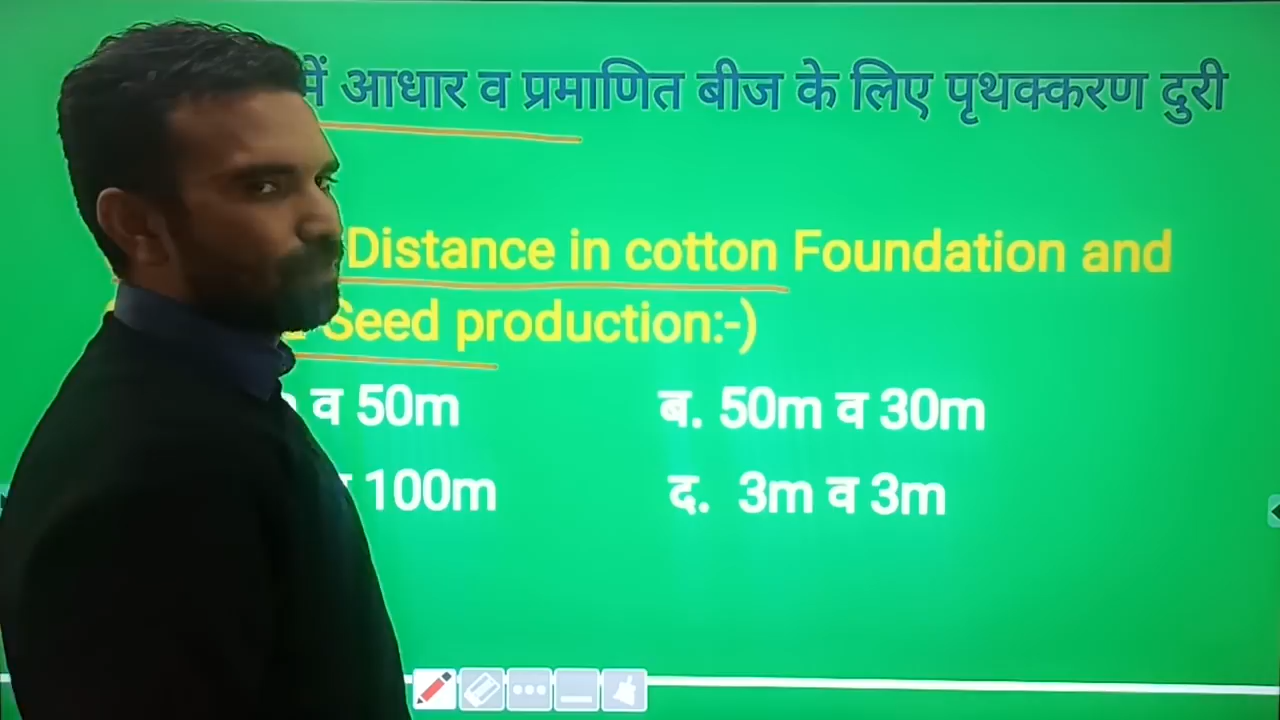 में आधार व प्रमाणित बीज के लिए पृथक्करण दुरी
Distance in cotton Foundation and
Seed production:-)
व 50m
ब. 50m व 30m
100m
द. 3m व 3m